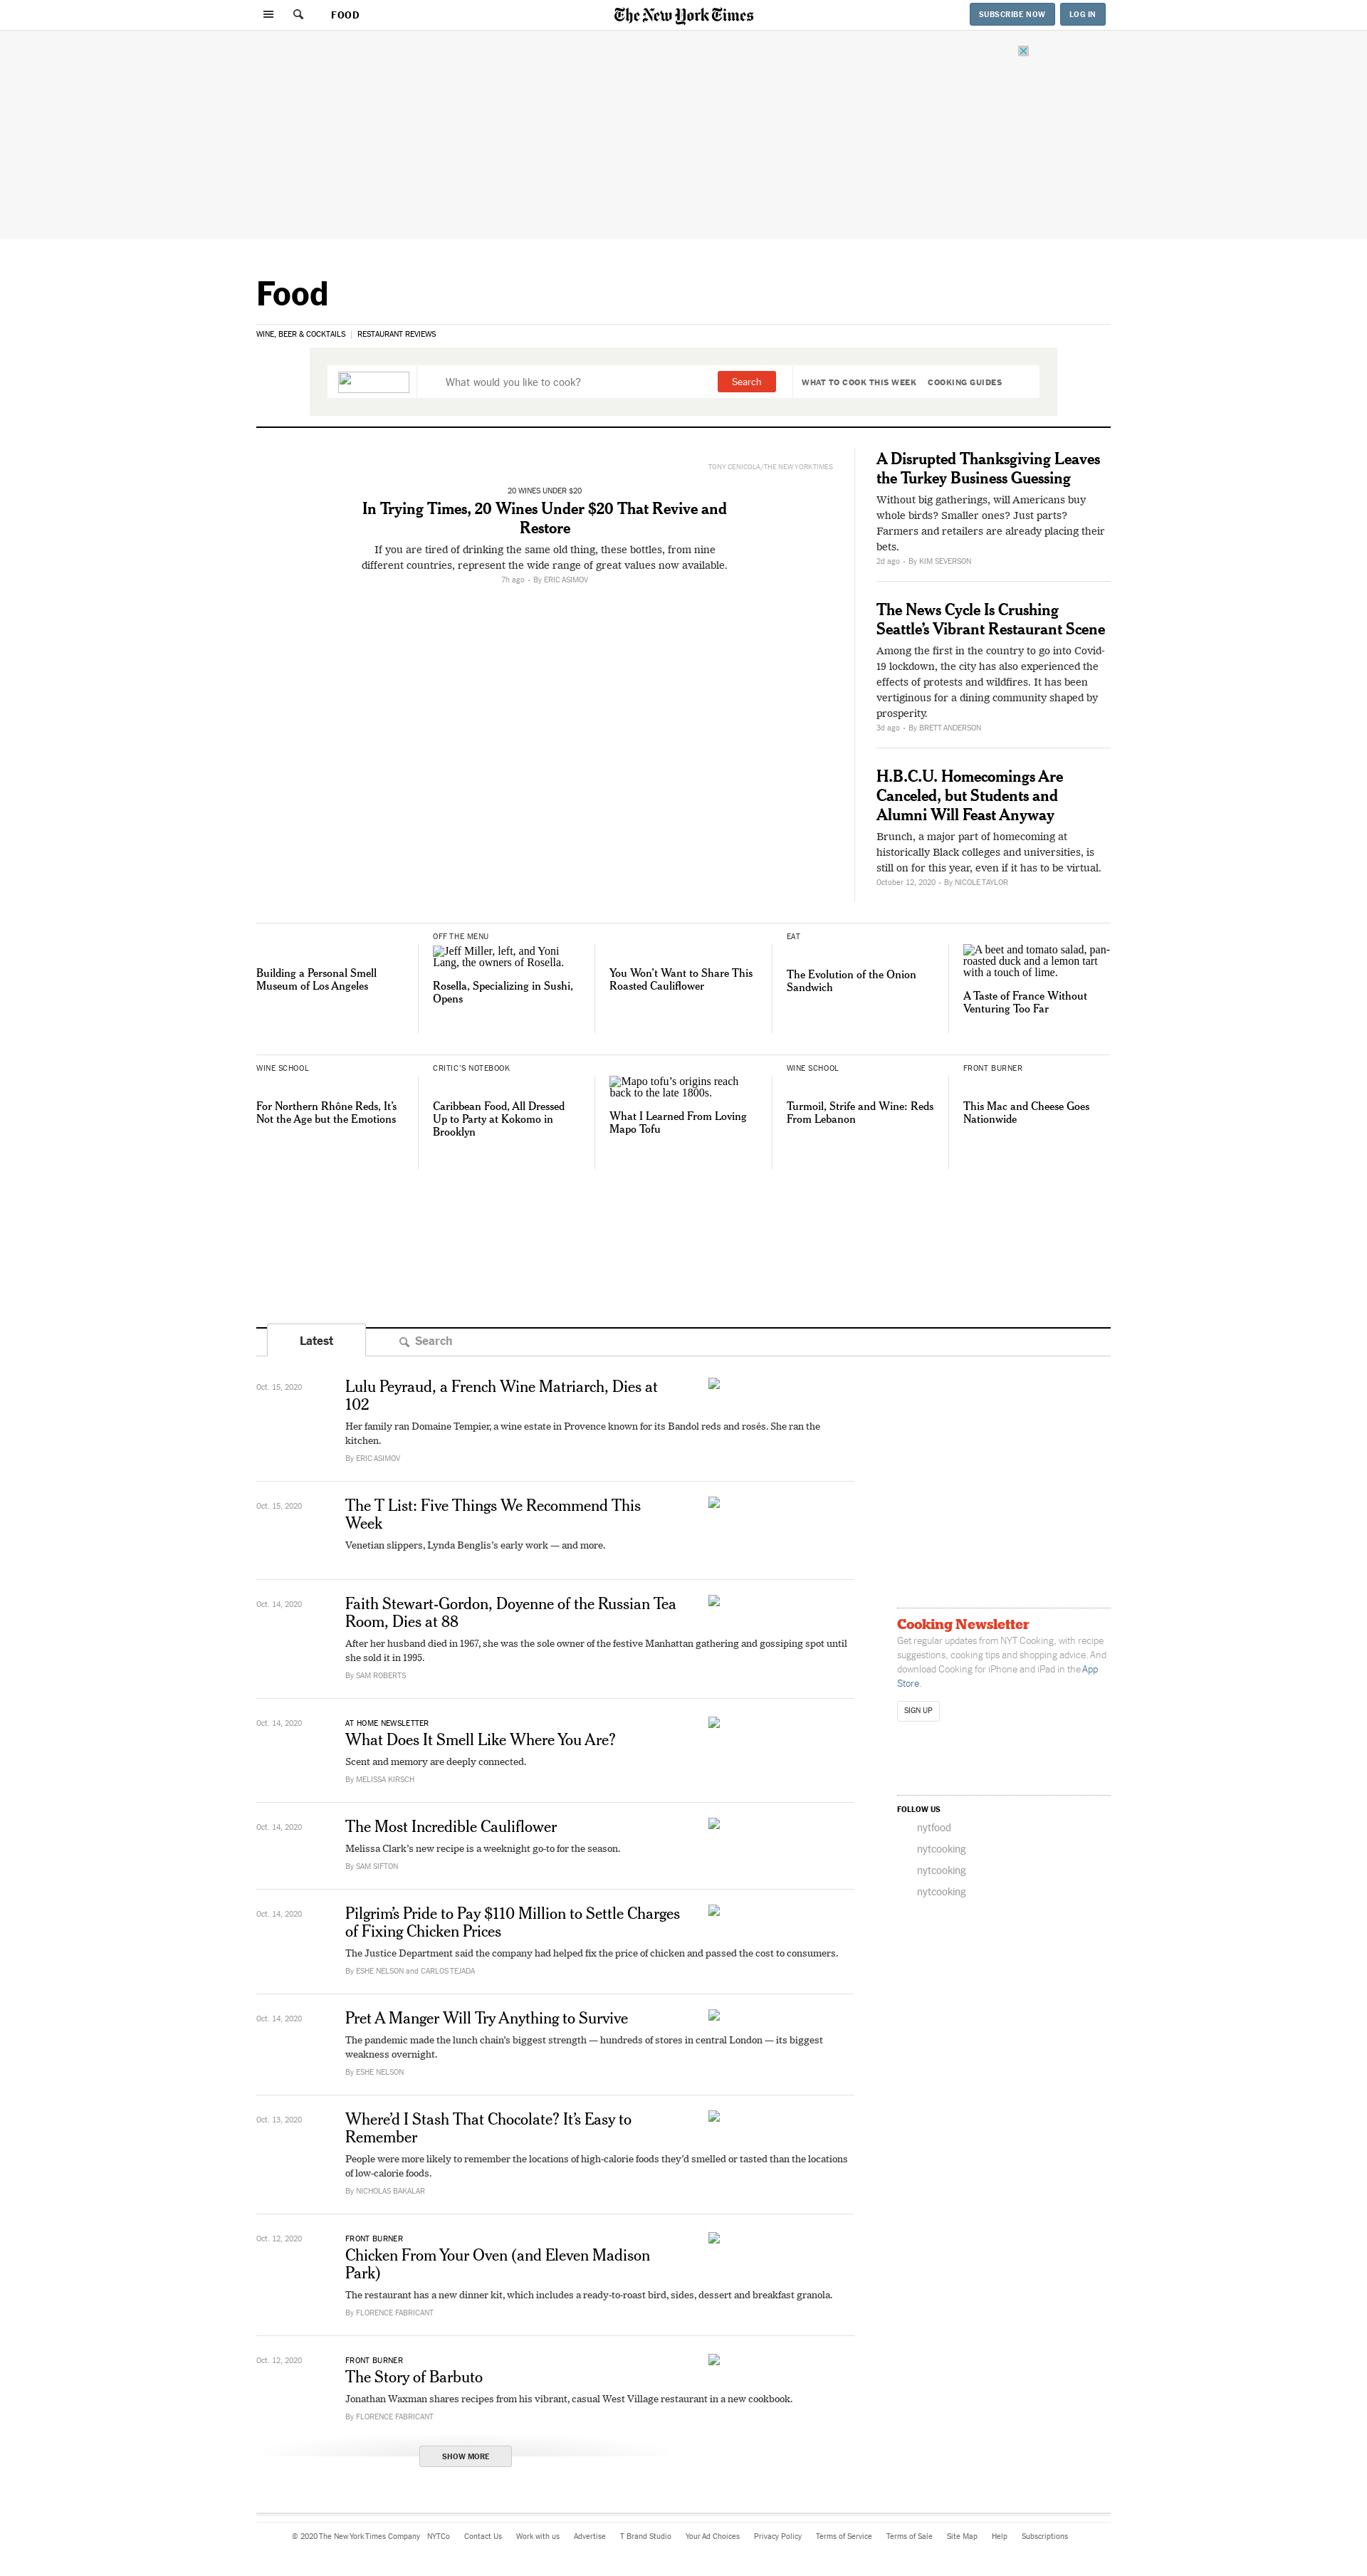 FOOD
The New York Times
SUBSCRIBE NOW
LOG IN
Food
WINE, BEER & COCKTAILS | RESTAURANT REVIEWS
What would you like to cook?
Search
WHAT TO COOK THIS WEEK
COOKING GUIDES
TONY CENICOLA/THE NEW YORK TIMES
20 WINES UNDER $20
In Trying Times, 20 Wines Under $20 That Revive and
Restore
If you are tired of drinking the same old thing, these bottles, from nine
different countries, represent the wide range of great values now available.
7h ago • By ERIC ASIMOV
A Disrupted Thanksgiving Leaves
the Turkey Business Guessing
Without big gatherings, will Americans buy
whole birds? Smaller ones? Just parts?
Farmers and retailers are already placing their
bets.
2d ago • By KIM SEVERSON
The News Cycle Is Crushing
Seattle’s Vibrant Restaurant Scene
Among the first in the country to go into Covid-
19 lockdown, the city has also experienced the
effects of protests and wildfires. It has been
vertiginous for a dining community shaped by
prosperity.
3d ago • By BRETT ANDERSON
H.B.C.U. Homecomings Are
Canceled, but Students and
Alumni Will Feast Anyway
Brunch, a major part of homecoming at
historically Black colleges and universities, is
still on for this year, even if it has to be virtual.
October 12, 2020 • By NICOLE TAYLOR
Building a Personal Smell
Museum of Los Angeles
OFF THE MENU
Jeff Miller, left, and Yoni
Lang, the owners of Rosella.
Rosella, Specializing in Sushi,
Opens
You Won’t Want to Share This
Roasted Cauliflower
EAT
The Evolution of the Onion
Sandwich
A beet and tomato salad, pan-
roasted duck and a lemon tart
with a touch of lime.
A Taste of France Without
Venturing Too Far
WINE SCHOOL
For Northern Rhône Reds, It’s
Not the Age but the Emotions
CRITIC’S NOTEBOOK
Caribbean Food, All Dressed
Up to Party at Kokomo in
Brooklyn
Mapo tofu’s origins reach
back to the late 1800s.
What I Learned From Loving
Mapo Tofu
WINE SCHOOL
Turmoil, Strife and Wine: Reds
From Lebanon
FRONT BURNER
This Mac and Cheese Goes
Nationwide
Latest
Search
Oct. 15, 2020
Lulu Peyraud, a French Wine Matriarch, Dies at
102
Her family ran Domaine Tempier, a wine estate in Provence known for its Bandol reds and rosés. She ran the
kitchen.
By ERIC ASIMOV
Oct. 15, 2020
The T List: Five Things We Recommend This
Week
Venetian slippers, Lynda Benglis’s early work — and more.
Oct. 14, 2020
Faith Stewart-Gordon, Doyenne of the Russian Tea
Room, Dies at 88
After her husband died in 1967, she was the sole owner of the festive Manhattan gathering and gossiping spot until
she sold it in 1995.
By SAM ROBERTS
Oct. 14, 2020
AT HOME NEWSLETTER
What Does It Smell Like Where You Are?
Scent and memory are deeply connected.
By MELISSA KIRSCH
Oct. 14, 2020
The Most Incredible Cauliflower
Melissa Clark’s new recipe is a weeknight go-to for the season.
By SAM SIFTON
Oct. 14, 2020
Pilgrim’s Pride to Pay $110 Million to Settle Charges
of Fixing Chicken Prices
The Justice Department said the company had helped fix the price of chicken and passed the cost to consumers.
By ESHE NELSON and CARLOS TEJADA
Oct. 14, 2020
Pret A Manger Will Try Anything to Survive
The pandemic made the lunch chain’s biggest strength — hundreds of stores in central London — its biggest
weakness overnight.
By ESHE NELSON
Oct. 13, 2020
Where’d I Stash That Chocolate? It’s Easy to
Remember
People were more likely to remember the locations of high-calorie foods they’d smelled or tasted than the locations
of low-calorie foods.
By NICHOLAS BAKALAR
Oct. 12, 2020
FRONT BURNER
Chicken From Your Oven (and Eleven Madison
Park)
The restaurant has a new dinner kit, which includes a ready-to-roast bird, sides, dessert and breakfast granola.
By FLORENCE FABRICANT
Oct. 12, 2020
FRONT BURNER
The Story of Barbuto
Jonathan Waxman shares recipes from his vibrant, casual West Village restaurant in a new cookbook.
By FLORENCE FABRICANT
SHOW MORE
Cooking Newsletter
Get regular updates from NYT Cooking, with recipe
suggestions, cooking tips and shopping advice. And
download Cooking for iPhone and iPad in the App
Store.
SIGN UP
FOLLOW US
nytfood
nytcooking
nytcooking
nytcooking
© 2020 The New York Times Company NYTCo Contact Us Work with us Advertise T Brand Studio Your Ad Choices Privacy Policy Terms of Service Terms of Sale Site Map Help Subscriptions